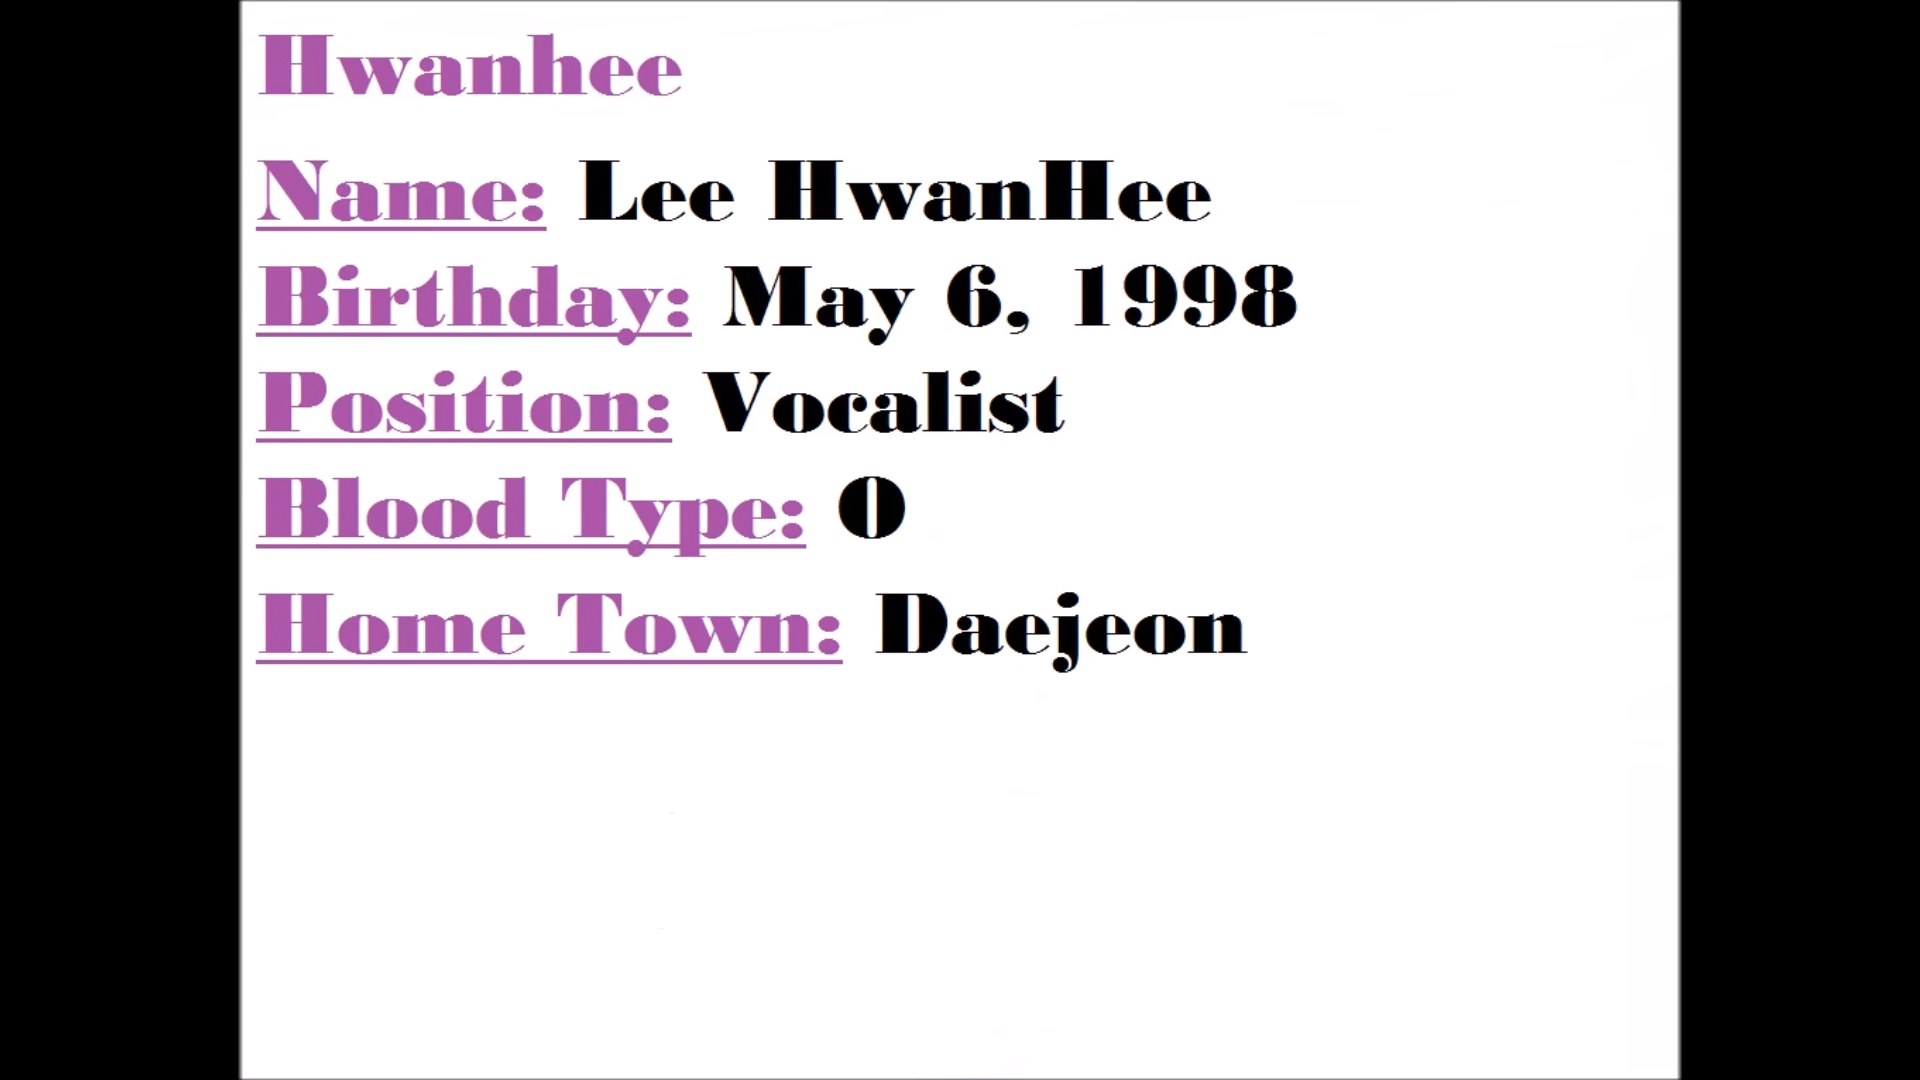 Hwanhee
Name: Lee HwanHee
Birthday: May 6, 1998
Position: Vocalist
Blood Type: O
Home Town: Daejeon